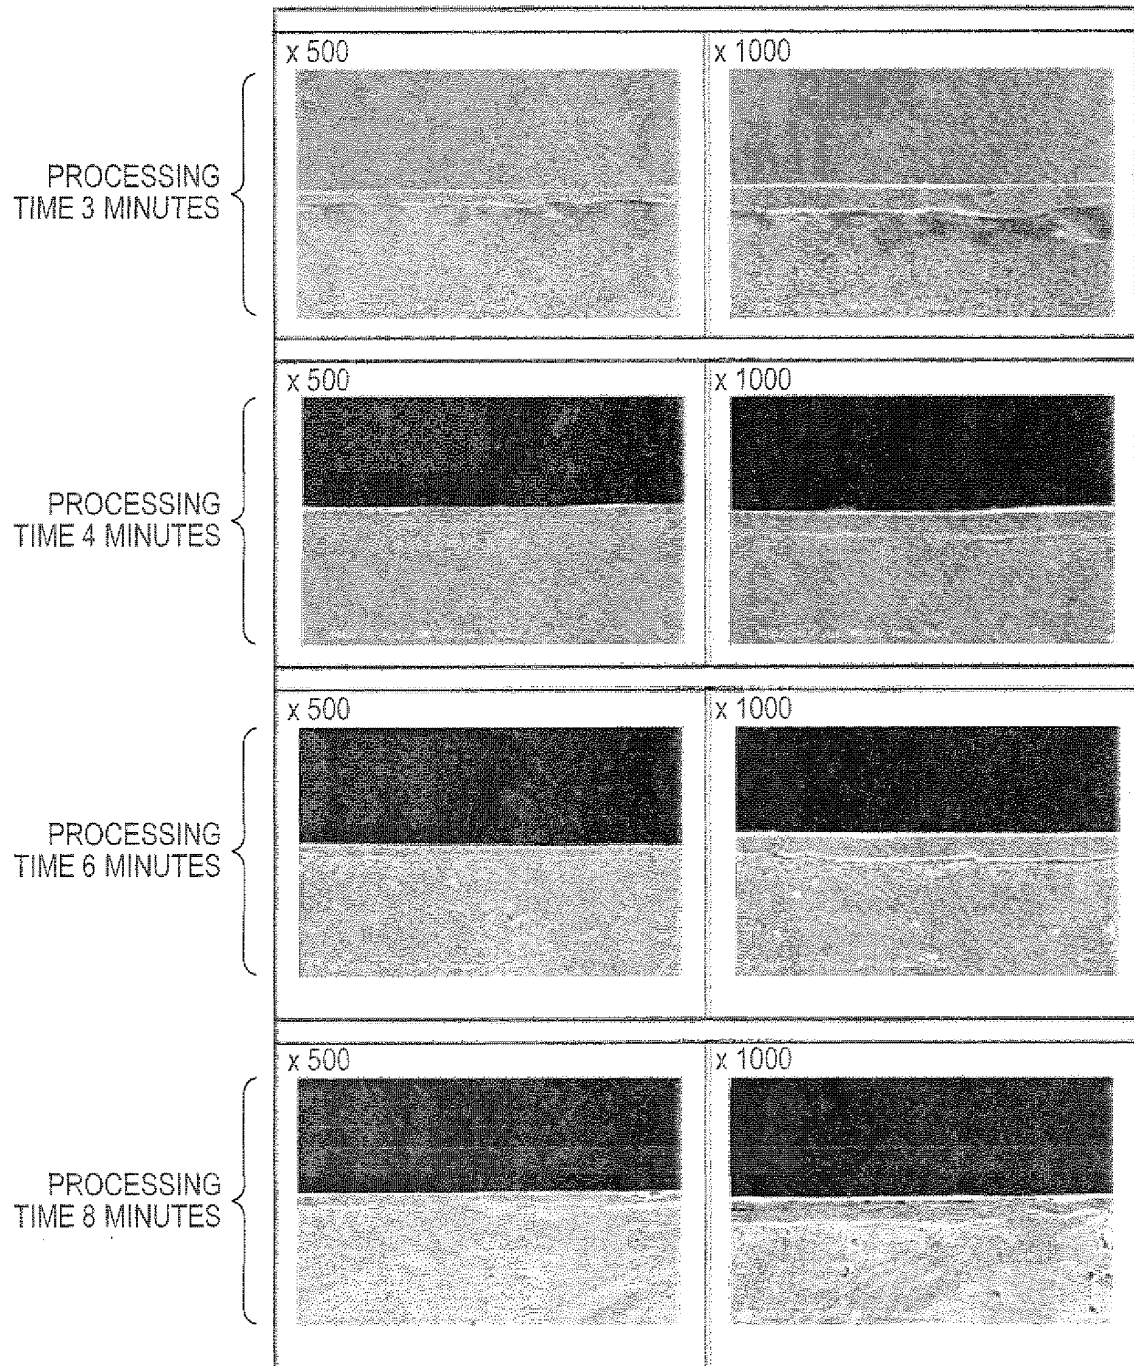 x 500
x 1000
PROCESSING
TIME 3 MINUTES
x 500
x 1000
PROCESSING
TIME 4 MINUTES
x 500
x 1000
PROCESSING
TIME 6 MINUTES
x 500
x 1000
PROCESSING
TIME 8 MINUTES